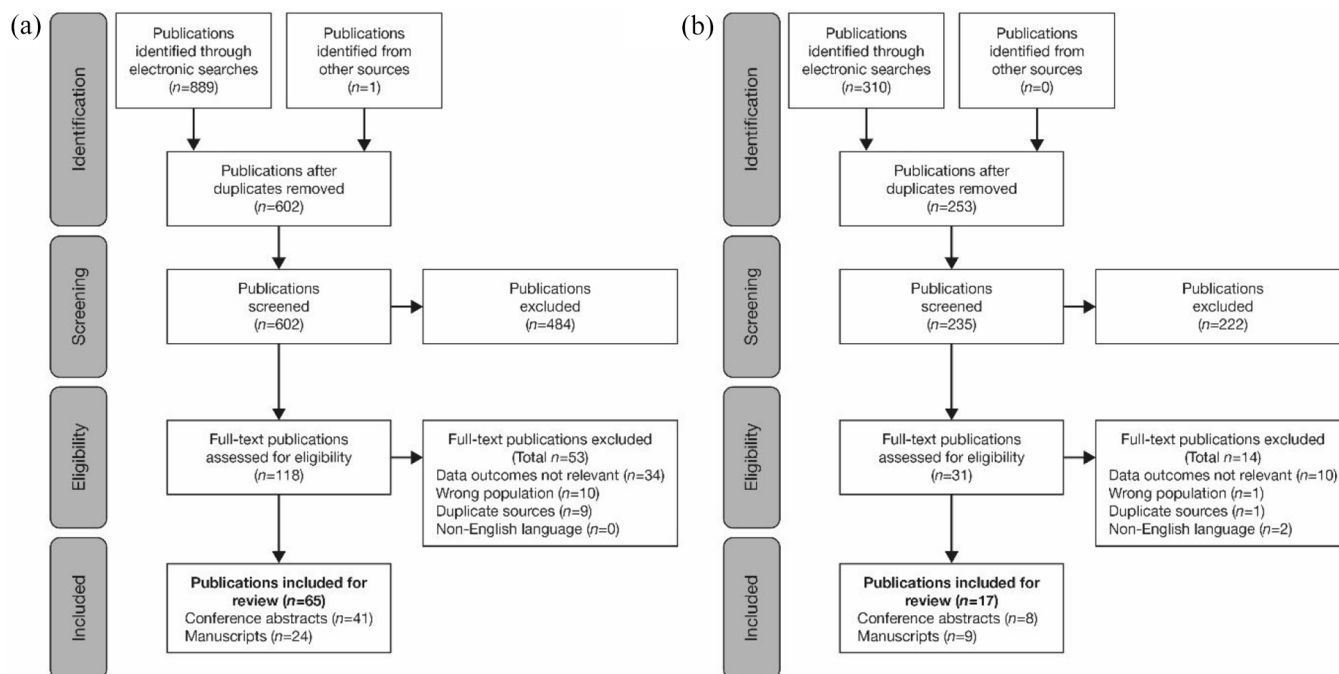 (a)
Identification
Publications
identified through
electronic searches
(n=889)
Publications
identified from
other sources
(n=1)
Publications after
duplicates removed
(n=602)
Screening
Publications
screened
(n=602)
Publications
excluded
(n=484)
Eligibility
Full-text publications
assessed for eligibility
(n=118)
Full-text publications excluded
(Total n=53)
Data outcomes not relevant (n=34)
Wrong population (n=10)
Duplicate sources (n=9)
Non-English language (n=0)
Included
Publications included for
review (n=65)
Conference abstracts (n=41)
Manuscripts (n=24)
(b)
Identification
Publications
identified through
electronic searches
(n=310)
Publications
identified from
other sources
(n=0)
Publications after
duplicates removed
(n=253)
Screening
Publications
screened
(n=235)
Publications
excluded
(n=222)
Eligibility
Full-text publications
assessed for eligibility
(n=31)
Full-text publications excluded
(Total n=14)
Data outcomes not relevant (n=10)
Wrong population (n=1)
Duplicate sources (n=1)
Non-English language (n=2)
Included
Publications included for
review (n=17)
Conference abstracts (n=8)
Manuscripts (n=9)